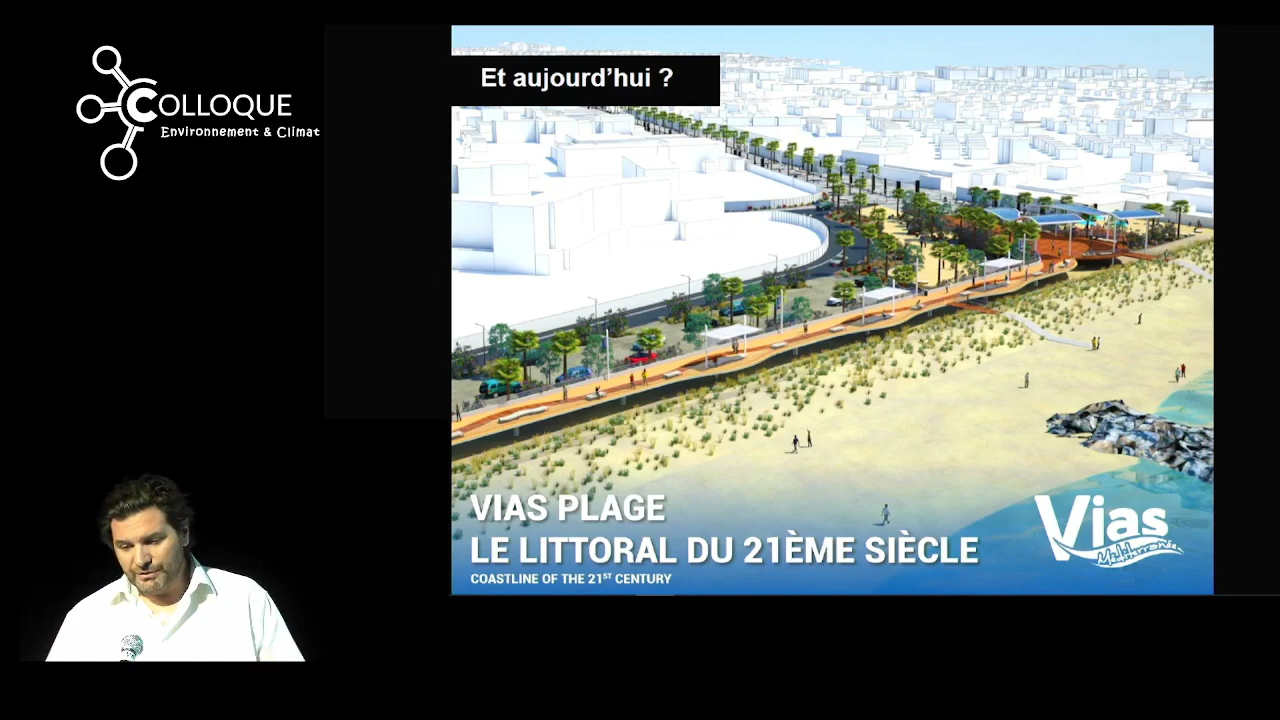 COLLOQUE
Environnement & Climat
Et aujourd’hui ?
VIAS PLAGE
LE LITTORAL DU 21ÈME SIÈCLE
COASTLINE OF THE 21ST CENTURY
Vias
Méditerranée